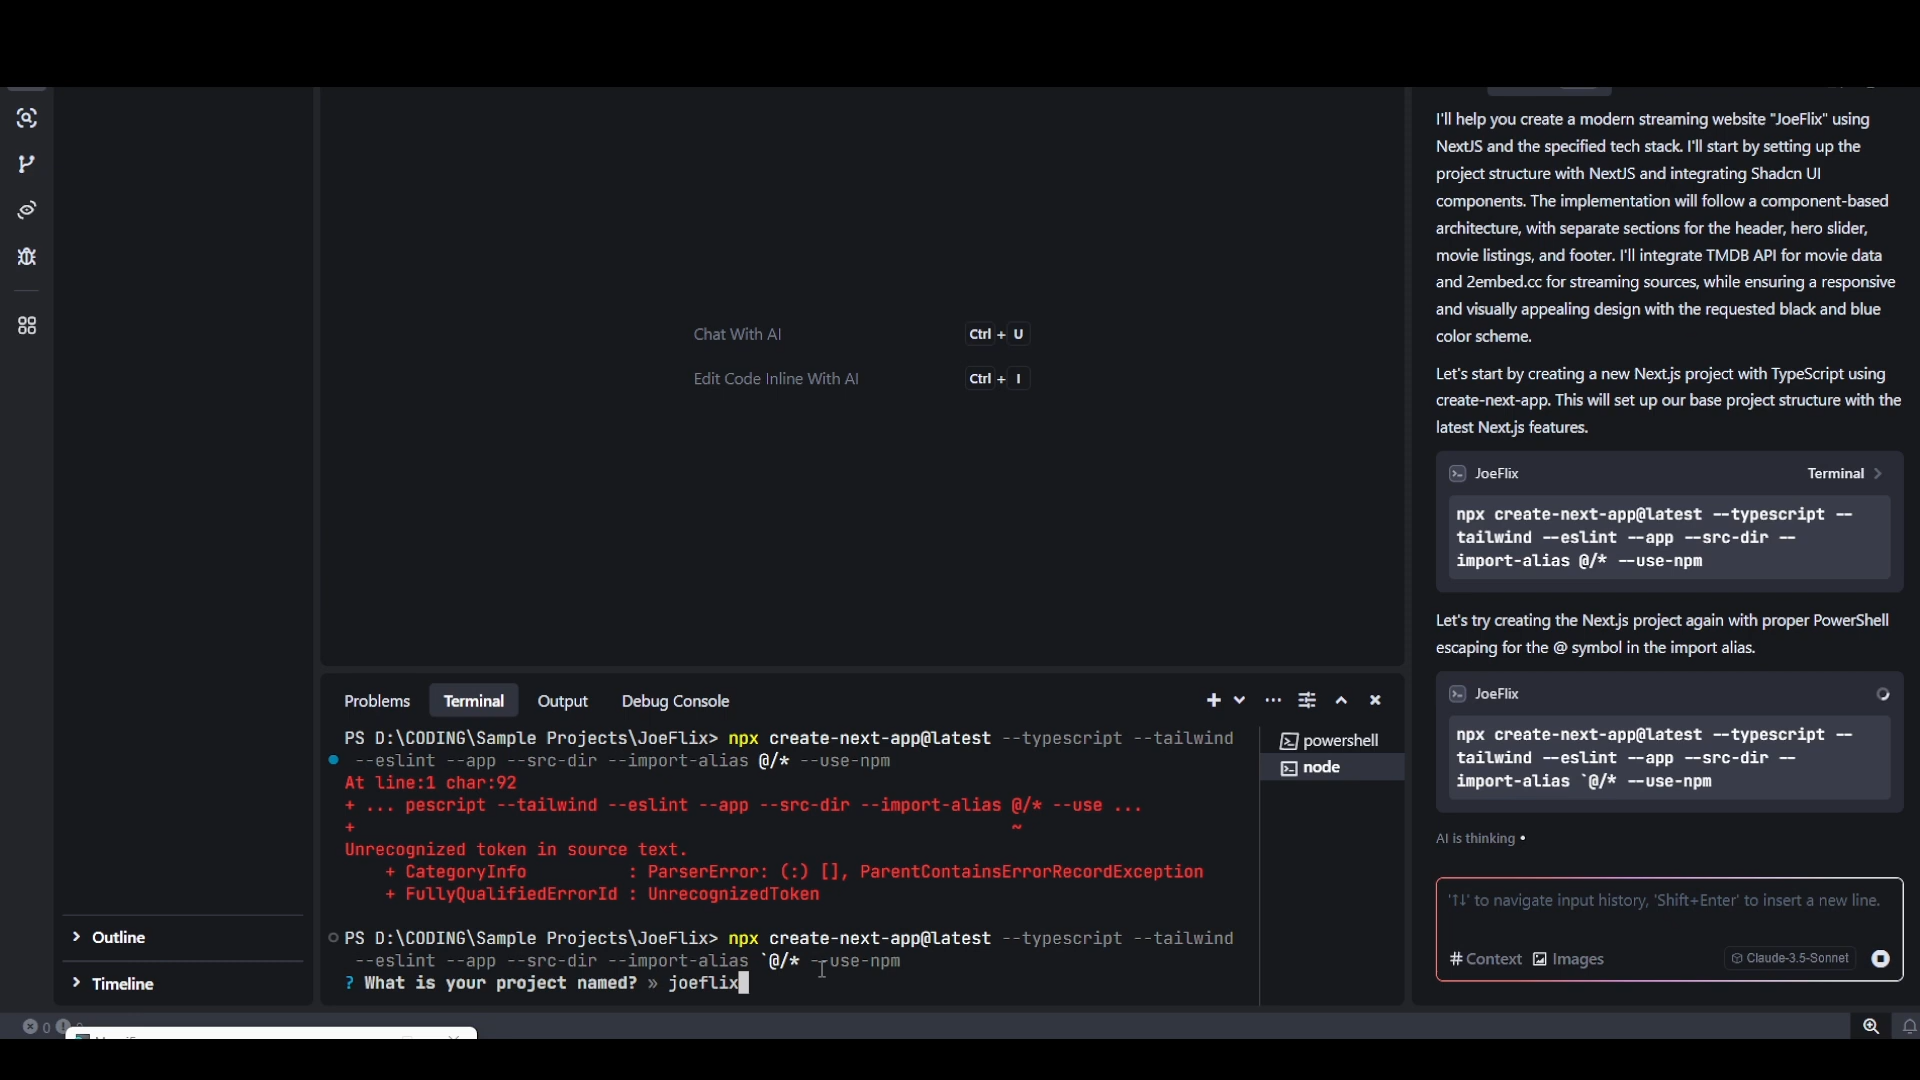 Chat With AI Ctrl + U
Edit Code Inline With AI Ctrl + I
Outline
Timeline
Problems Terminal Output Debug Console
PS D:\CODING\Sample Projects\JoeFlix> npx create-next-app@latest --typescript --tailwind
--eslint --app --src-dir --import-alias @/* --use-npm
At line:1 char:92
+ ... pescript --tailwind --eslint --app --src-dir --import-alias @/* --use ...
+ ~
Unrecognized token in source text.
+ CategoryInfo : ParserError: (:) [], ParentContainsErrorRecordException
+ FullyQualifiedErrorId : UnrecognizedToken
PS D:\CODING\Sample Projects\JoeFlix> npx create-next-app@latest --typescript --tailwind
--eslint --app --src-dir --import-alias `@/* --use-npm
? What is your project named? » joeflix
powershell
node
I'll help you create a modern streaming website "JoeFlix" using
NextJS and the specified tech stack. I'll start by setting up the
project structure with NextJS and integrating Shadcn UI
components. The implementation will follow a component-based
architecture, with separate sections for the header, hero slider,
movie listings, and footer. I'll integrate TMDB API for movie data
and 2embed.cc for streaming sources, while ensuring a responsive
and visually appealing design with the requested black and blue
color scheme.
Let's start by creating a new Next.js project with TypeScript using
create-next-app. This will set up our base project structure with the
latest Next.js features.
JoeFlix Terminal
npx create-next-app@latest --typescript --
tailwind --eslint --app --src-dir --
import-alias @/* --use-npm
Let's try creating the Next.js project again with proper PowerShell
escaping for the @ symbol in the import alias.
JoeFlix
npx create-next-app@latest --typescript --
tailwind --eslint --app --src-dir --
import-alias `@/* --use-npm
AI is thinking
'↑↓' to navigate input history, 'Shift+Enter' to insert a new line.
# Context Images Claude-3.5-Sonnet
0